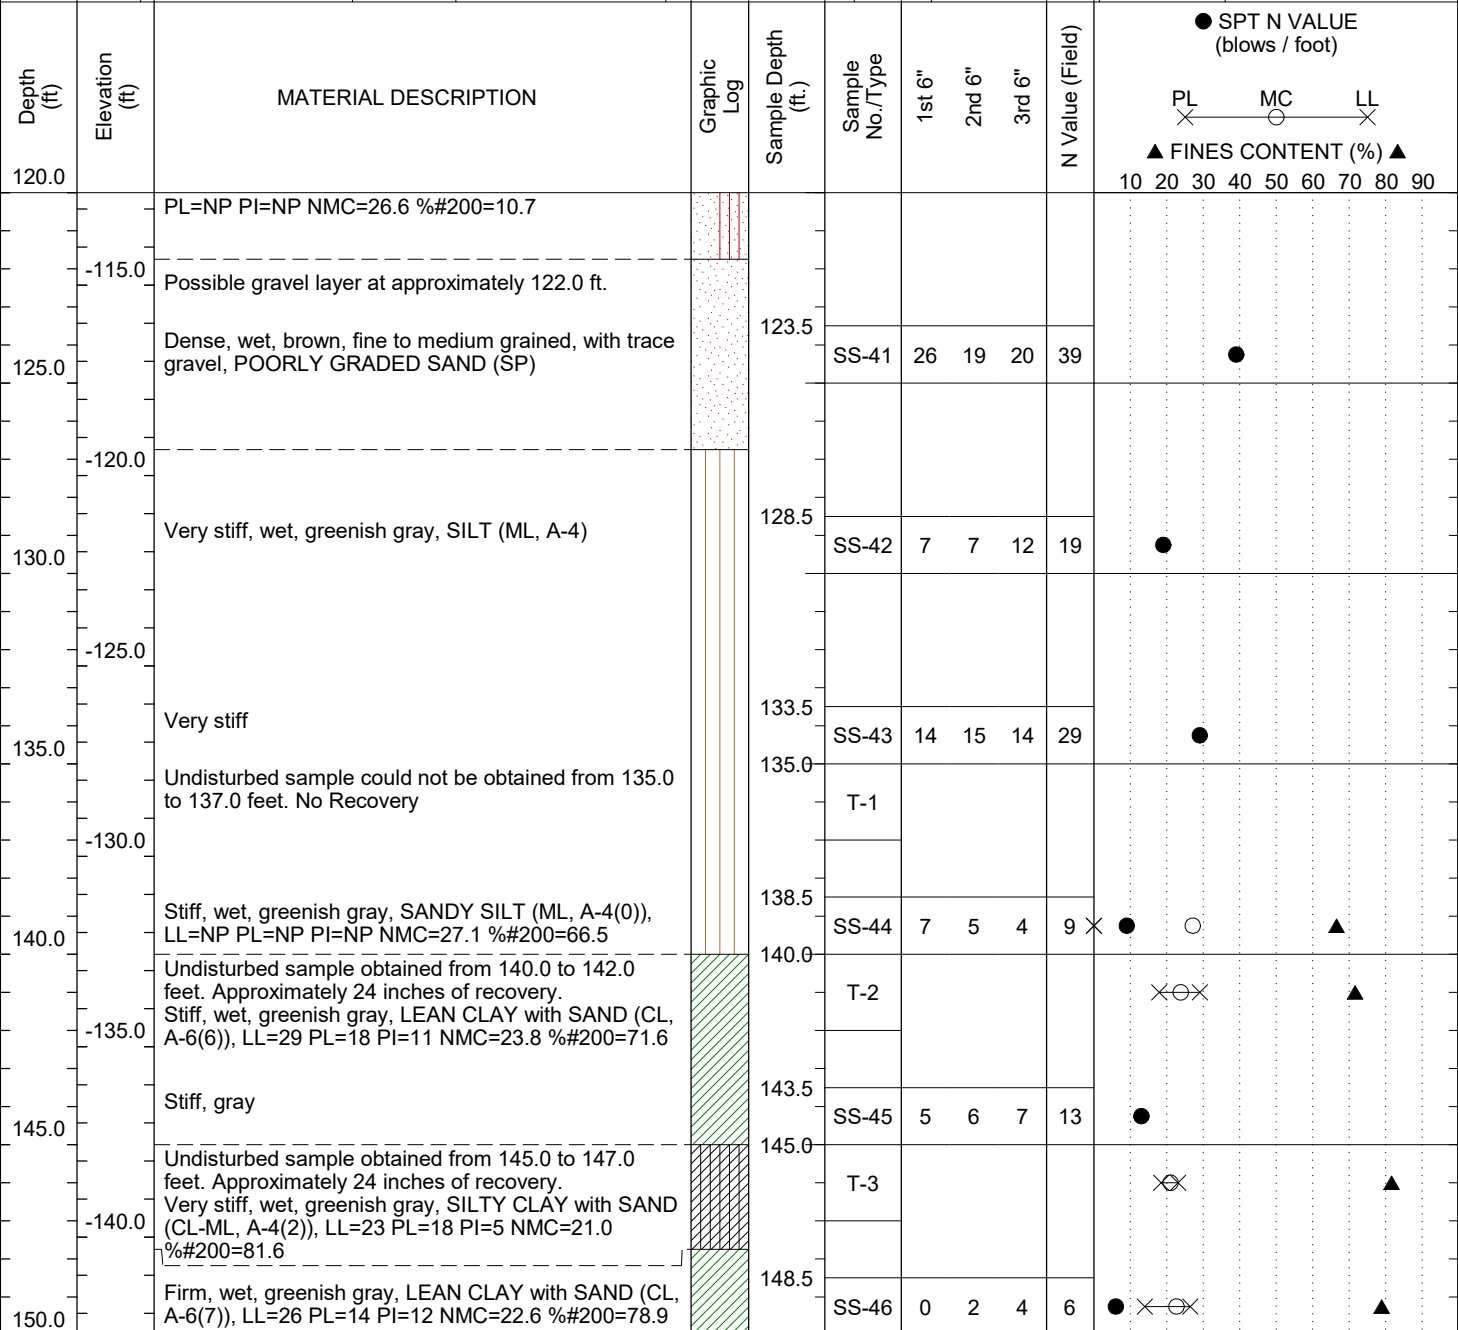 Depth
(ft)
Elevation
(ft)
MATERIAL DESCRIPTION
Graphic
Log
Sample Depth
(ft.)
Sample
No./Type
1st 6"
2nd 6"
3rd 6"
N Value (Field)
● SPT N VALUE
(blows / foot)
PL MC LL
▲ FINES CONTENT (%) ▲
10 20 30 40 50 60 70 80 90
120.0
PL=NP PI=NP NMC=26.6 %#200=10.7
-115.0
Possible gravel layer at approximately 122.0 ft.
123.5
Dense, wet, brown, fine to medium grained, with trace
gravel, POORLY GRADED SAND (SP)
SS-41 26 19 20 39
125.0
-120.0
128.5
Very stiff, wet, greenish gray, SILT (ML, A-4)
SS-42 7 7 12 19
130.0
-125.0
133.5
Very stiff
SS-43 14 15 14 29
135.0
135.0
Undisturbed sample could not be obtained from 135.0
to 137.0 feet. No Recovery
T-1
-130.0
138.5
Stiff, wet, greenish gray, SANDY SILT (ML, A-4(0)),
LL=NP PL=NP PI=NP NMC=27.1 %#200=66.5
SS-44 7 5 4 9
140.0
140.0
Undisturbed sample obtained from 140.0 to 142.0
feet. Approximately 24 inches of recovery.
T-2
Stiff, wet, greenish gray, LEAN CLAY with SAND (CL,
A-6(6)), LL=29 PL=18 PI=11 NMC=23.8 %#200=71.6
-135.0
143.5
Stiff, gray
SS-45 5 6 7 13
145.0
145.0
Undisturbed sample obtained from 145.0 to 147.0
feet. Approximately 24 inches of recovery.
T-3
Very stiff, wet, greenish gray, SILTY CLAY with SAND
(CL-ML, A-4(2)), LL=23 PL=18 PI=5 NMC=21.0
%#200=81.6
-140.0
148.5
Firm, wet, greenish gray, LEAN CLAY with SAND (CL,
A-6(7)), LL=26 PL=14 PI=12 NMC=22.6 %#200=78.9
SS-46 0 2 4 6
150.0